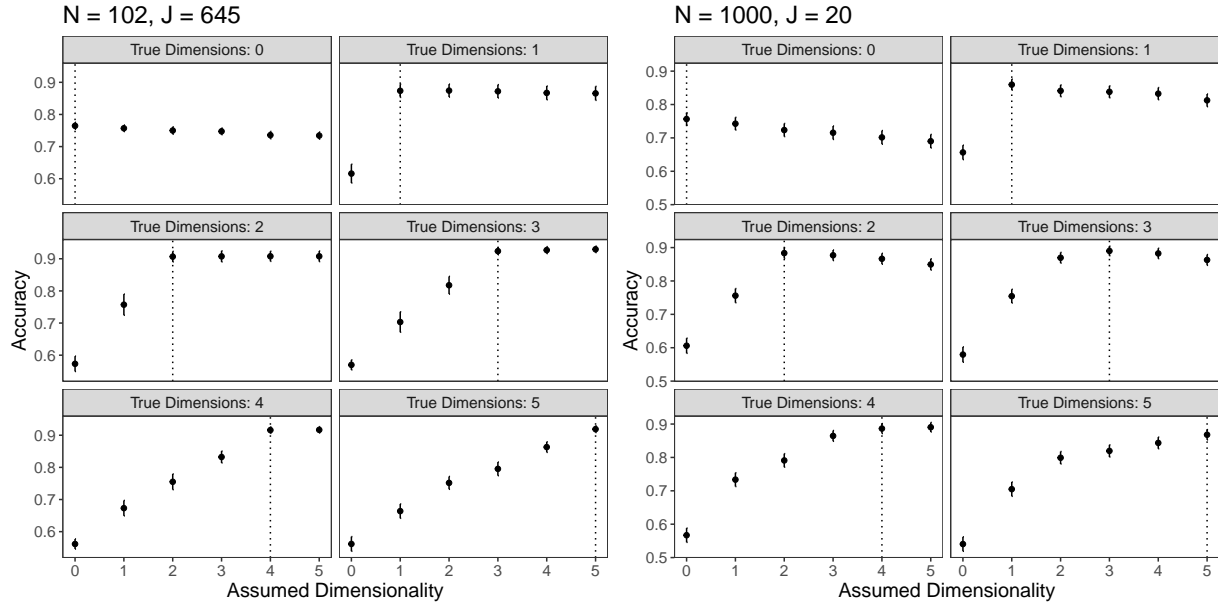 N = 102, J = 645
True Dimensions: 0
True Dimensions: 1
0.9
0.8
0.7
0.6
True Dimensions: 2
True Dimensions: 3
0.9
0.8
0.7
0.6
True Dimensions: 4
True Dimensions: 5
0.9
0.8
0.7
0.6
0 1 2 3 4 5
0 1 2 3 4 5
Accuracy
Assumed Dimensionality
N = 1000, J = 20
True Dimensions: 0
True Dimensions: 1
0.9
0.8
0.7
0.6
0.5
True Dimensions: 2
True Dimensions: 3
0.9
0.8
0.7
0.6
0.5
True Dimensions: 4
True Dimensions: 5
0.9
0.8
0.7
0.6
0.5
0 1 2 3 4 5
0 1 2 3 4 5
Accuracy
Assumed Dimensionality